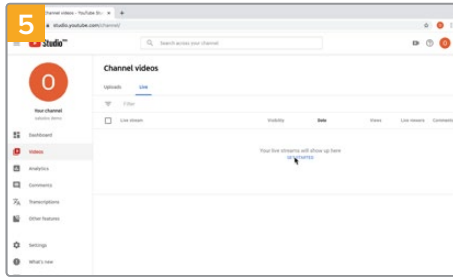 5
Channel videos - YouTube Stu
studio.youtube.com/channel/
Studio
Search across your channel
O
O
Channel videos
Uploads
Live
Filter
Live stream
Visibility
Date
Views
Live viewers
Comments
Your live streams will show up here
GET STARTED
Your channel
Dashboard
Videos
Analytics
Comments
Transcriptions
Other features
Settings
What's new